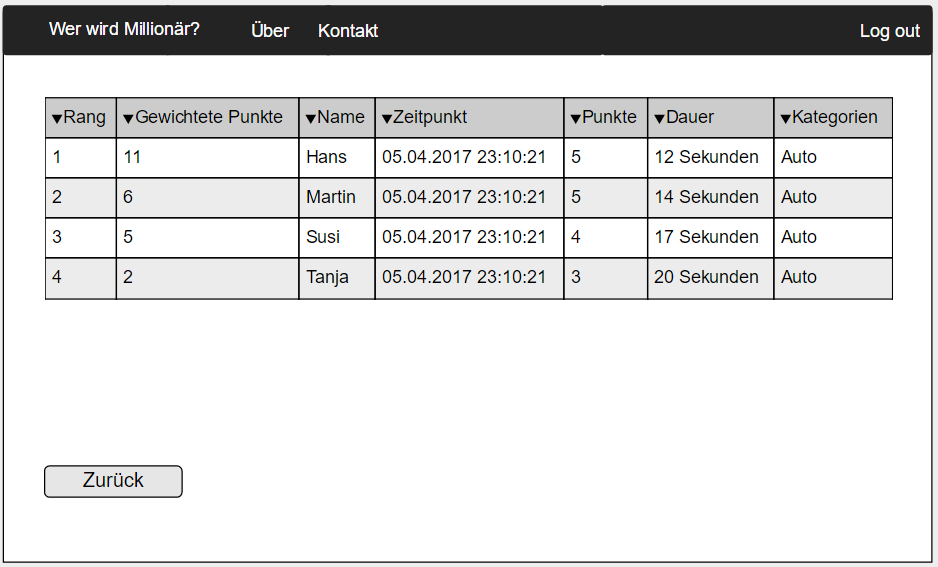 Wer wird Millionär? Über Kontakt Log out
▼Rang ▼Gewichtete Punkte ▼Name ▼Zeitpunkt ▼Punkte ▼Dauer ▼Kategorien
1 11 Hans 05.04.2017 23:10:21 5 12 Sekunden Auto
2 6 Martin 05.04.2017 23:10:21 5 14 Sekunden Auto
3 5 Susi 05.04.2017 23:10:21 4 17 Sekunden Auto
4 2 Tanja 05.04.2017 23:10:21 3 20 Sekunden Auto
Zurück